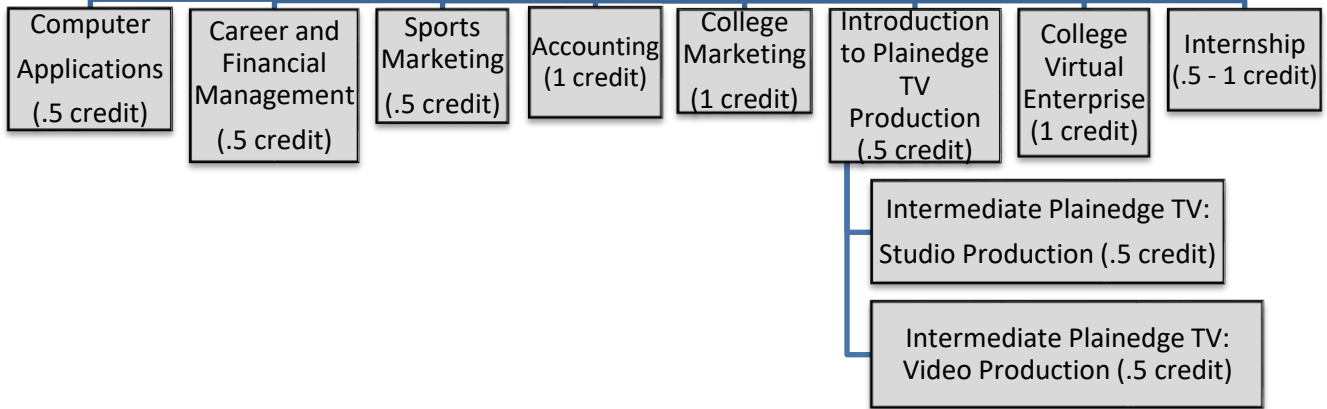 Computer
Applications
(.5 credit)
Career and
Financial
Management
(.5 credit)
Sports
Marketing
(.5 credit)
Accounting
(1 credit)
College
Marketing
(1 credit)
Introduction
to Plainedge
TV
Production
(.5 credit)
College
Virtual
Enterprise
(1 credit)
Internship
(.5 - 1 credit)
Intermediate Plainedge TV:
Studio Production (.5 credit)
Intermediate Plainedge TV:
Video Production (.5 credit)